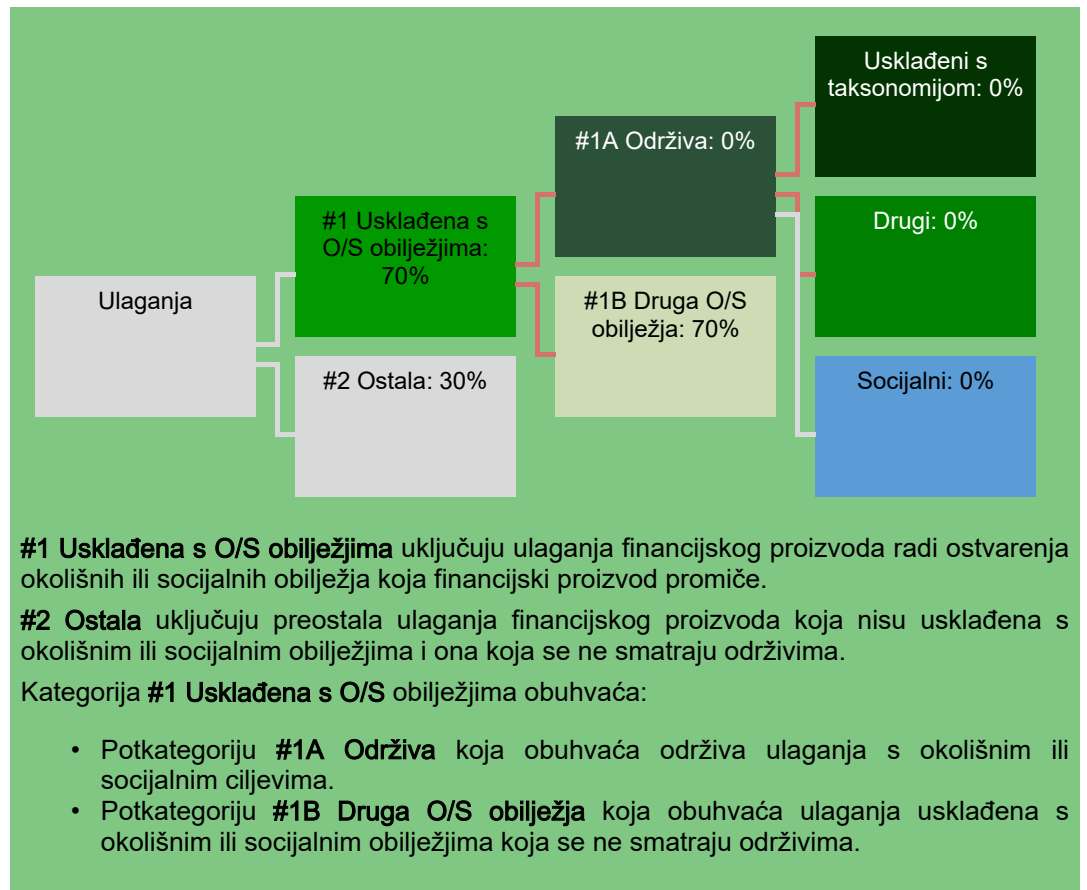 Usklađeni s
taksonomijom: 0%
#1A Održiva: 0%
#1 Usklađena s
O/S obilježjima:
70%
Drugi: 0%
Ulaganja
#1B Druga O/S
obilježja: 70%
#2 Ostala: 30%
Socijalni: 0%
#1 Usklađena s O/S obilježjima uključuju ulaganja financijskog proizvoda radi ostvarenja
okolišnih ili socijalnih obilježja koja financijski proizvod promiče.
#2 Ostala uključuju preostala ulaganja financijskog proizvoda koja nisu usklađena s
okolišnim ili socijalnim obilježjima i ona koja se ne smatraju održivima.
Kategorija #1 Usklađena s O/S obilježjima obuhvaća:
• Potkategoriju #1A Održiva koja obuhvaća održiva ulaganja s okolišnim ili
socijalnim ciljevima.
• Potkategoriju #1B Druga O/S obilježja koja obuhvaća ulaganja usklađena s
okolišnim ili socijalnim obilježjima koja se ne smatraju održivima.